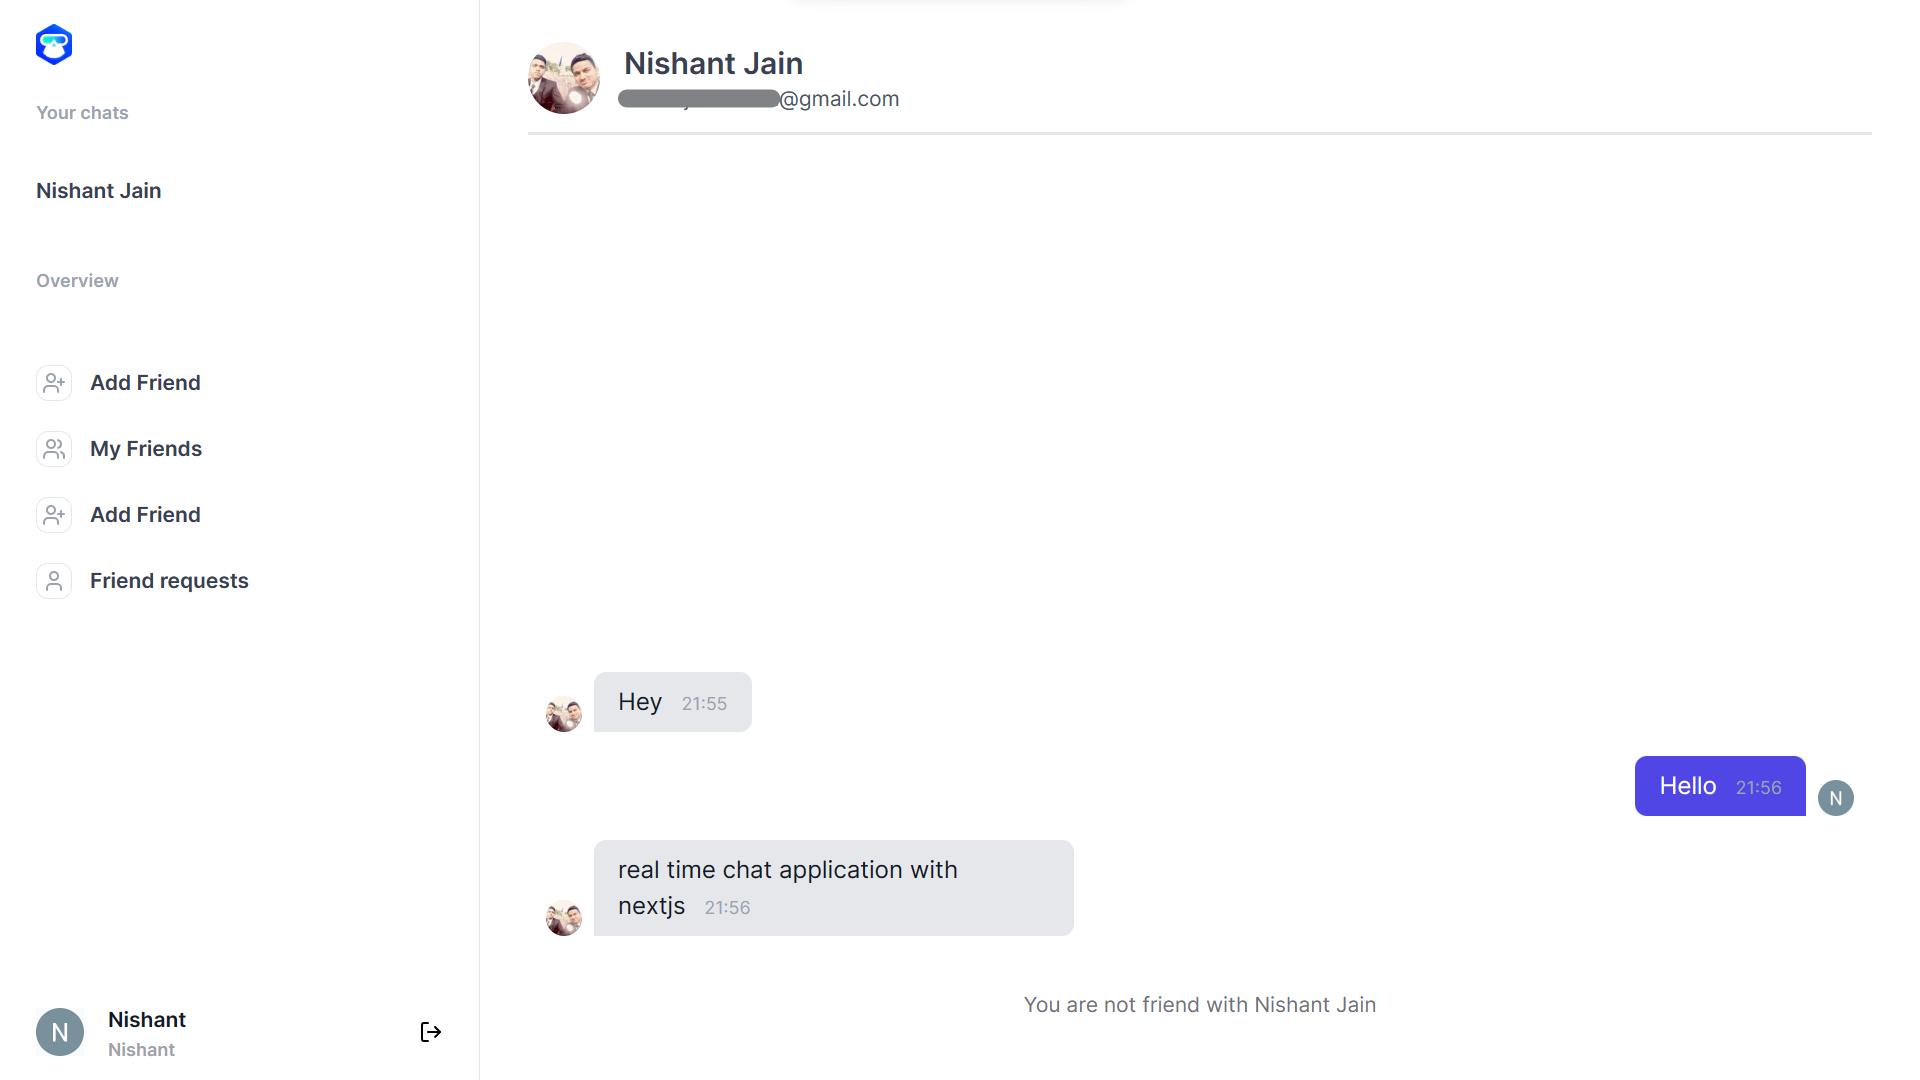 Your chats
Nishant Jain
Overview
Add Friend
My Friends
Add Friend
Friend requests
N
Nishant
Nishant
Nishant Jain
@gmail.com
Hey 21:55
Hello 21:56
N
real time chat application with
nextjs 21:56
You are not friend with Nishant Jain